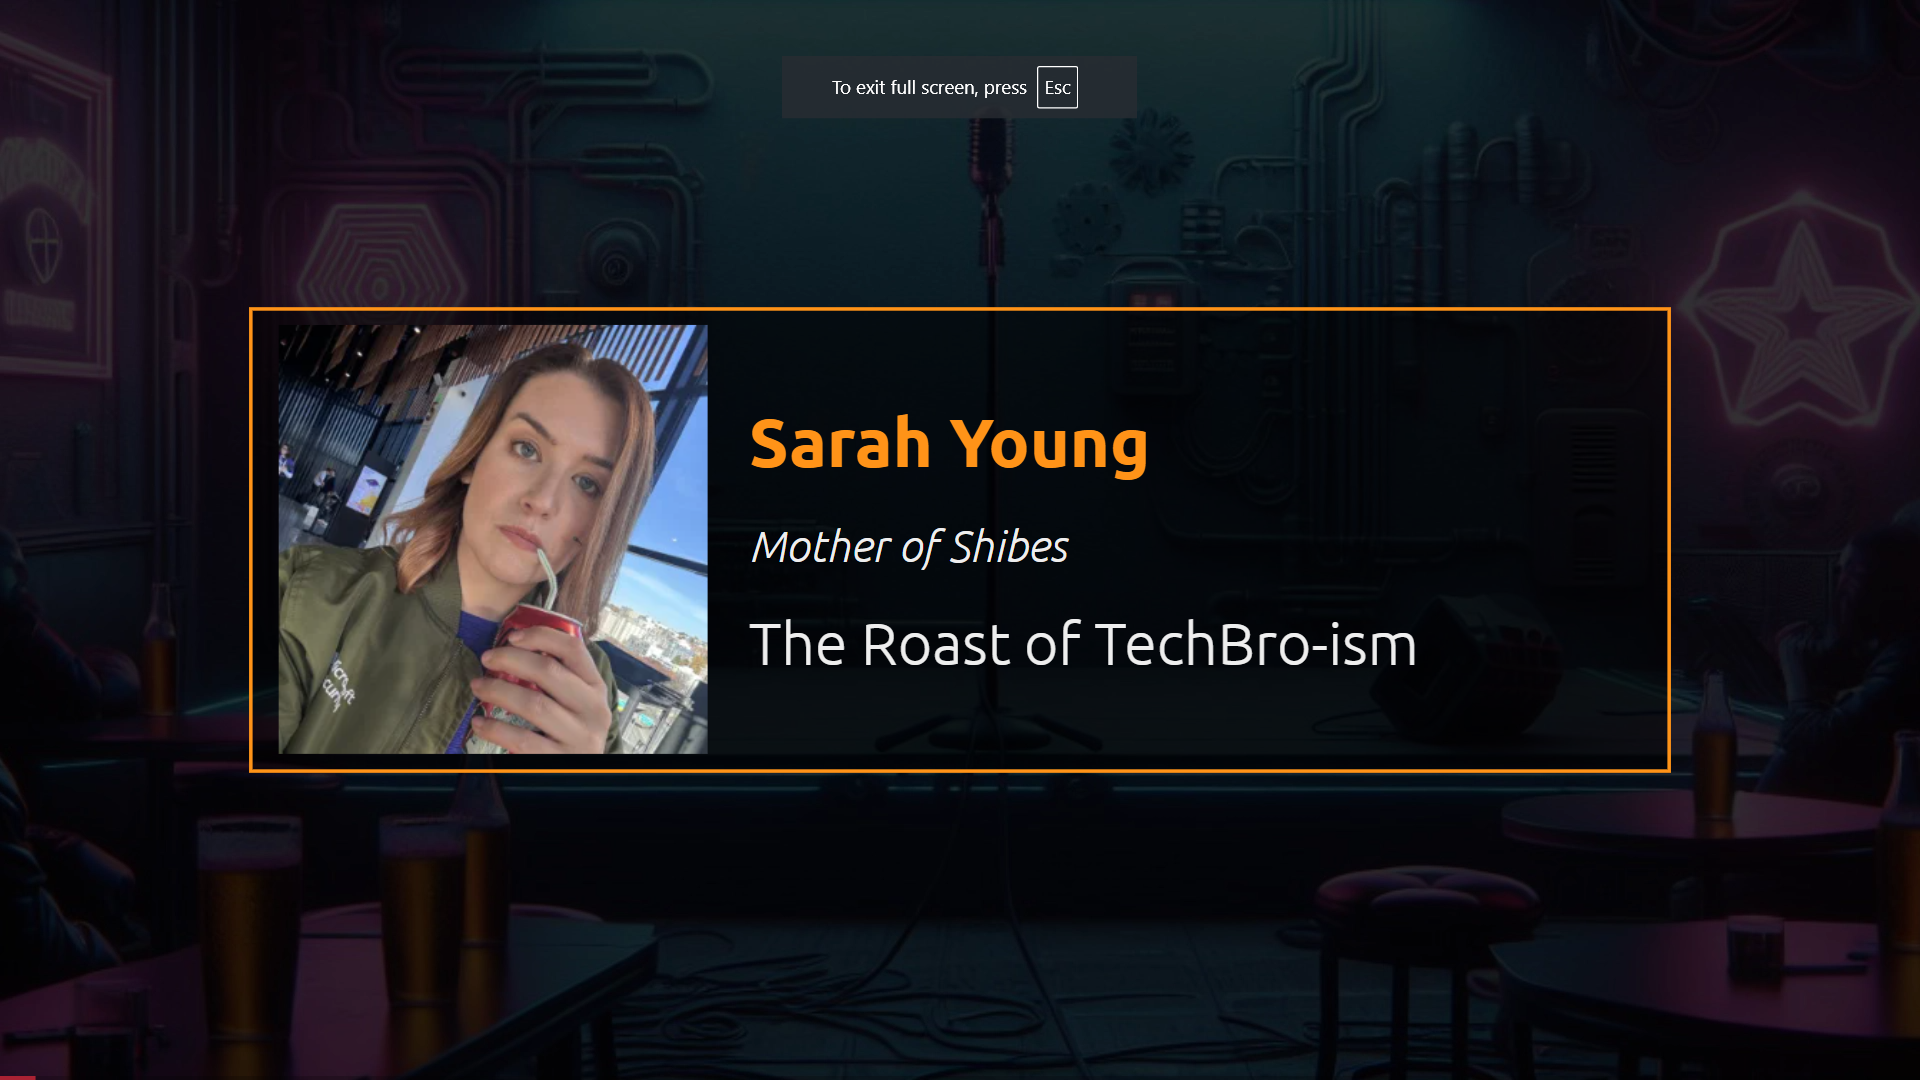 To exit full screen, press Esc
Sarah Young
Mother of Shibes
The Roast of TechBro-ism